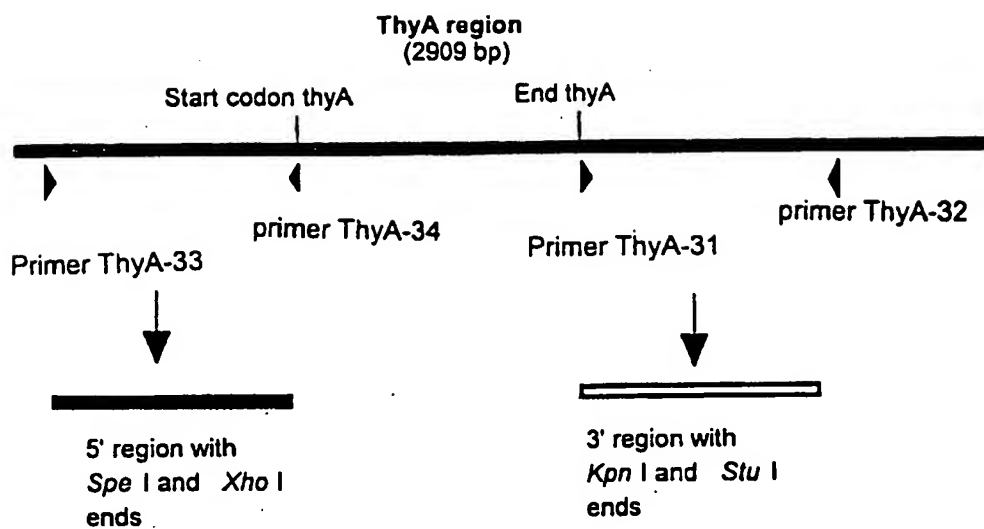 ThyA region
(2909 bp)
Start codon thyA
End thyA
primer ThyA-34
primer ThyA-32
Primer ThyA-33
Primer ThyA-31
5' region with
Spe I and Xho I
ends
3' region with
Kpn I and Stu I
ends